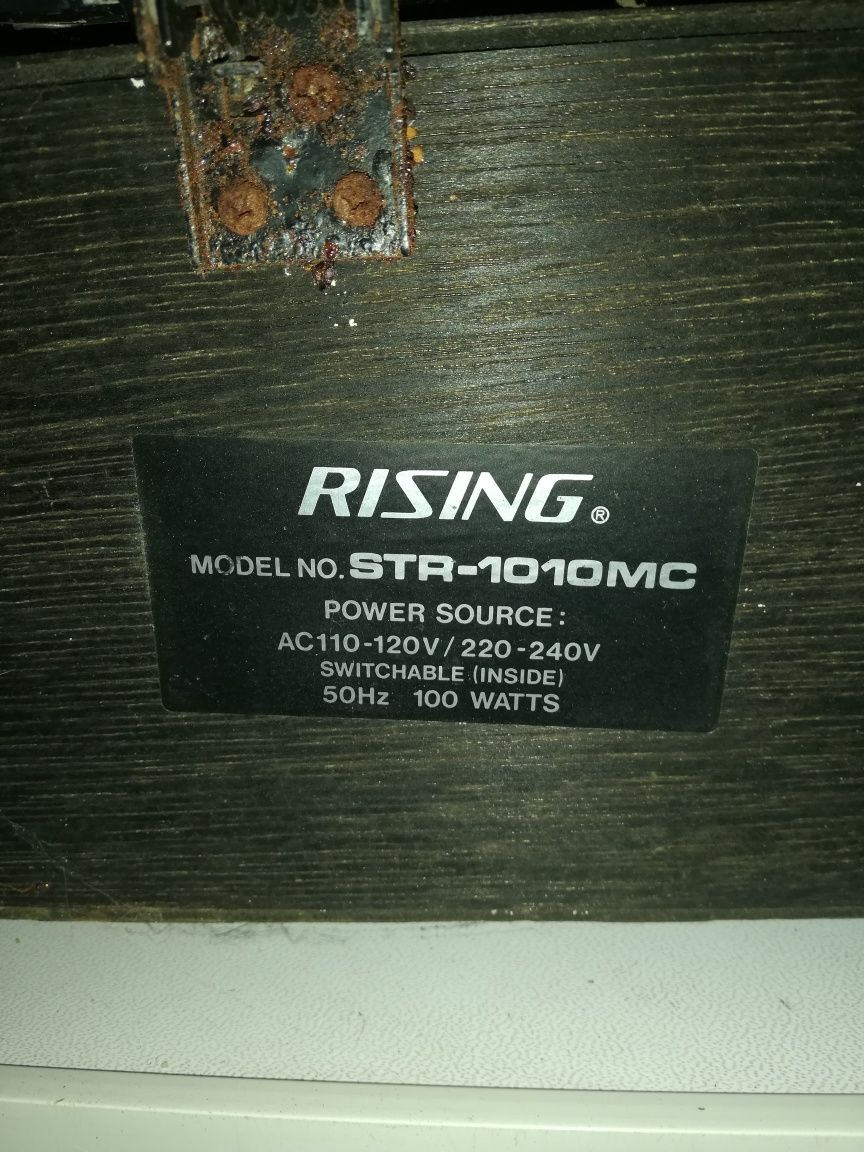 RISING®
MODEL NO. STR-1010MC
POWER SOURCE:
AC110-120V/220-240V
SWITCHABLE (INSIDE)
50Hz 100 WATTS